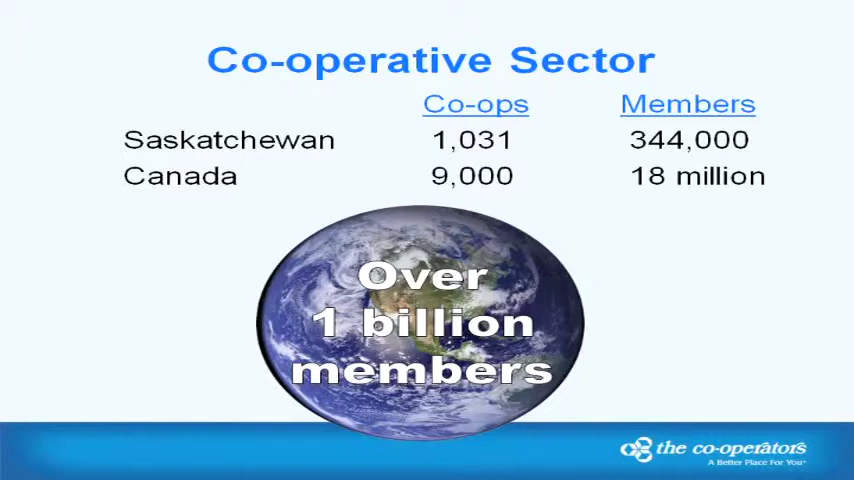 Co-operative Sector
Co-ops Members
Saskatchewan 1,031 344,000
Canada 9,000 18 million
Over
1 billion
members
the co-operators
A Better Place For You™